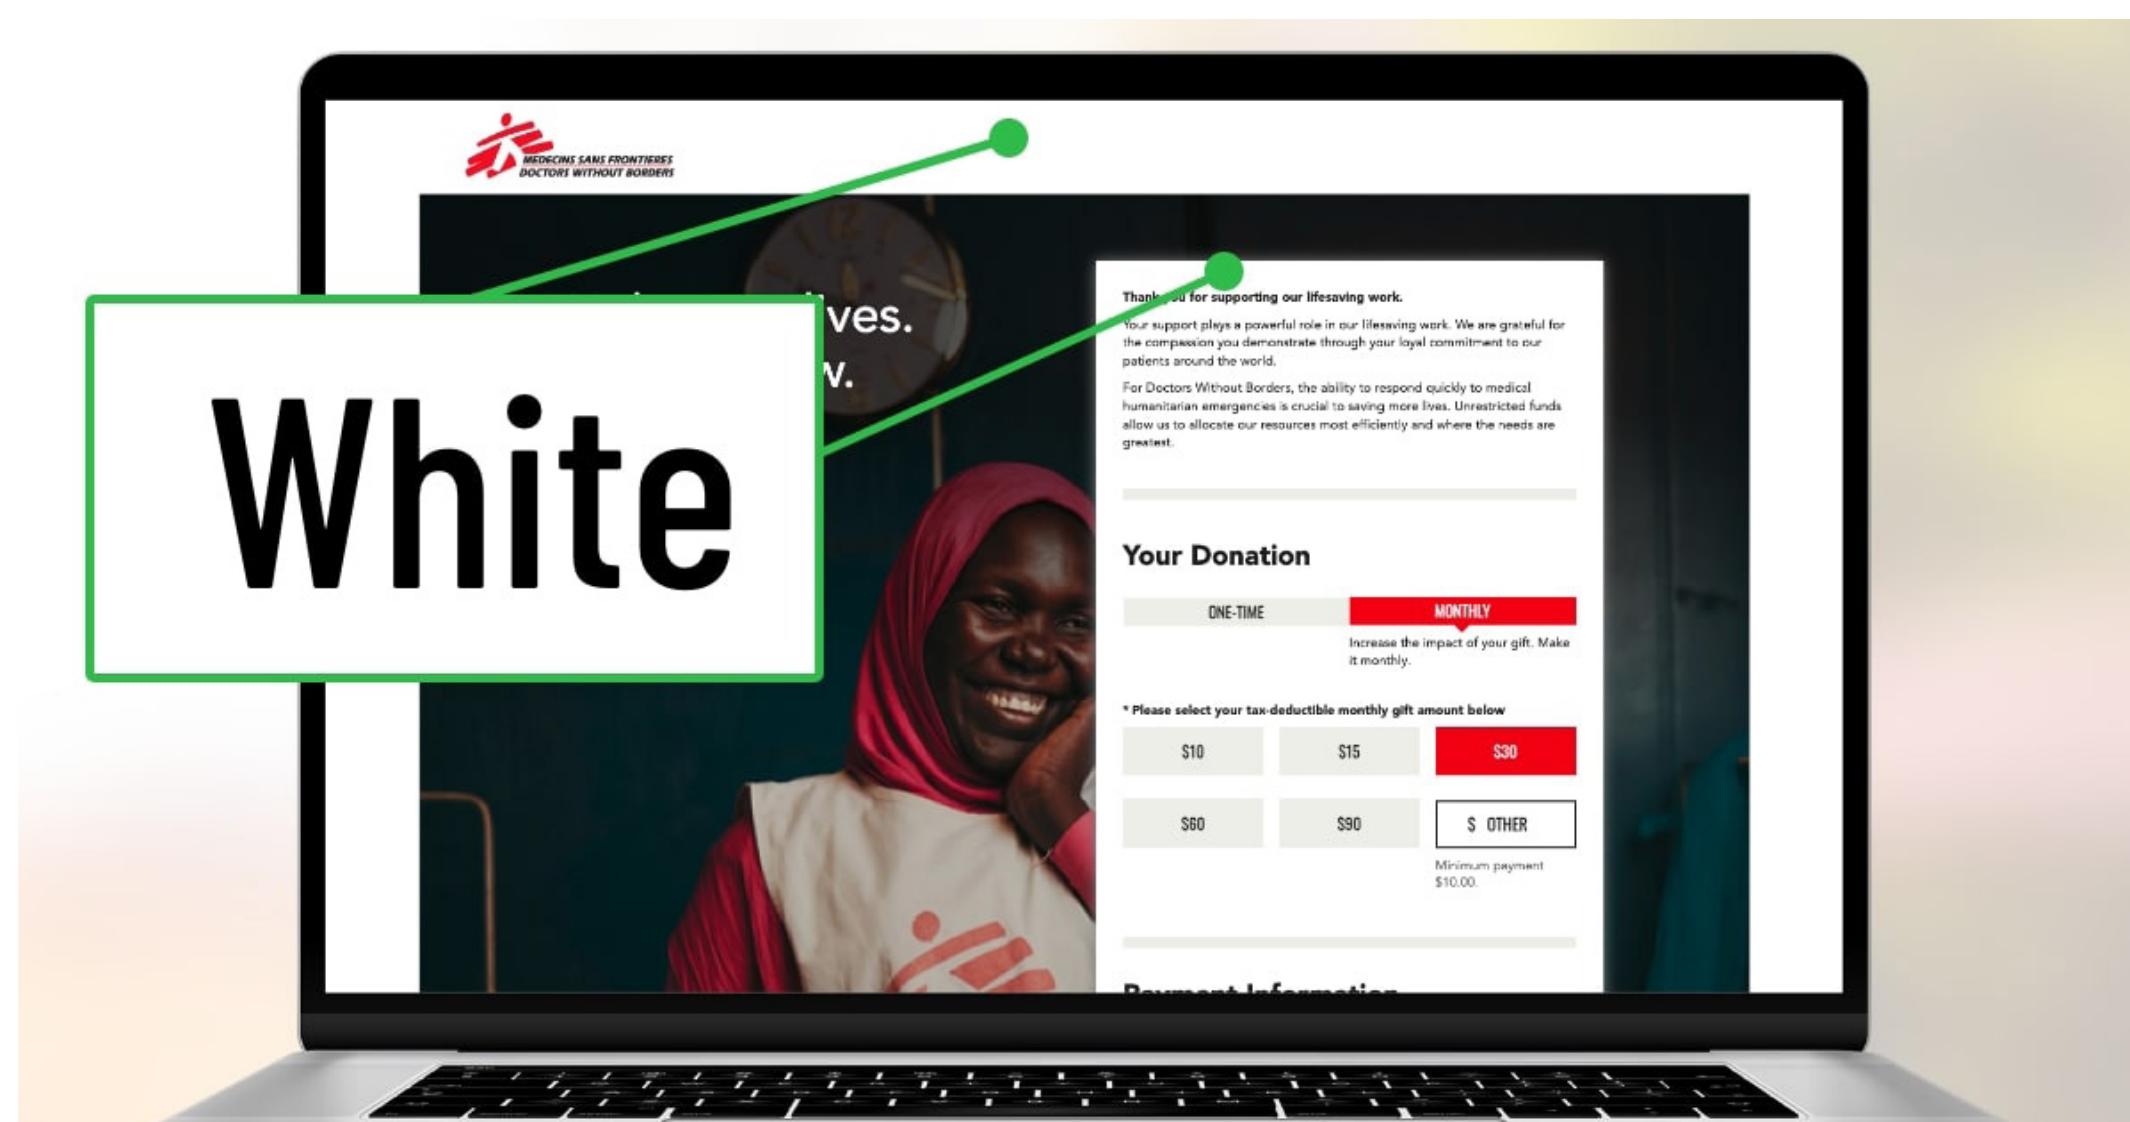 MEDECINS SANS FRONTIERES
DOCTORS WITHOUT BORDERS
ves.
w.
White
Thank you for supporting our lifesaving work.
Your support plays a powerful role in our lifesaving work. We are grateful for
the compassion you demonstrate through your loyal commitment to our
patients around the world.
For Doctors Without Borders, the ability to respond quickly to medical
humanitarian emergencies is crucial to saving more lives. Unrestricted funds
allow us to allocate our resources most efficiently and where the needs are
greatest.
Your Donation
ONE-TIME MONTHLY
Increase the impact of your gift. Make
it monthly.
* Please select your tax-deductible monthly gift amount below
$10 $15 $30
$60 $90 $ OTHER
Minimum payment
$10.00.
Payment Information